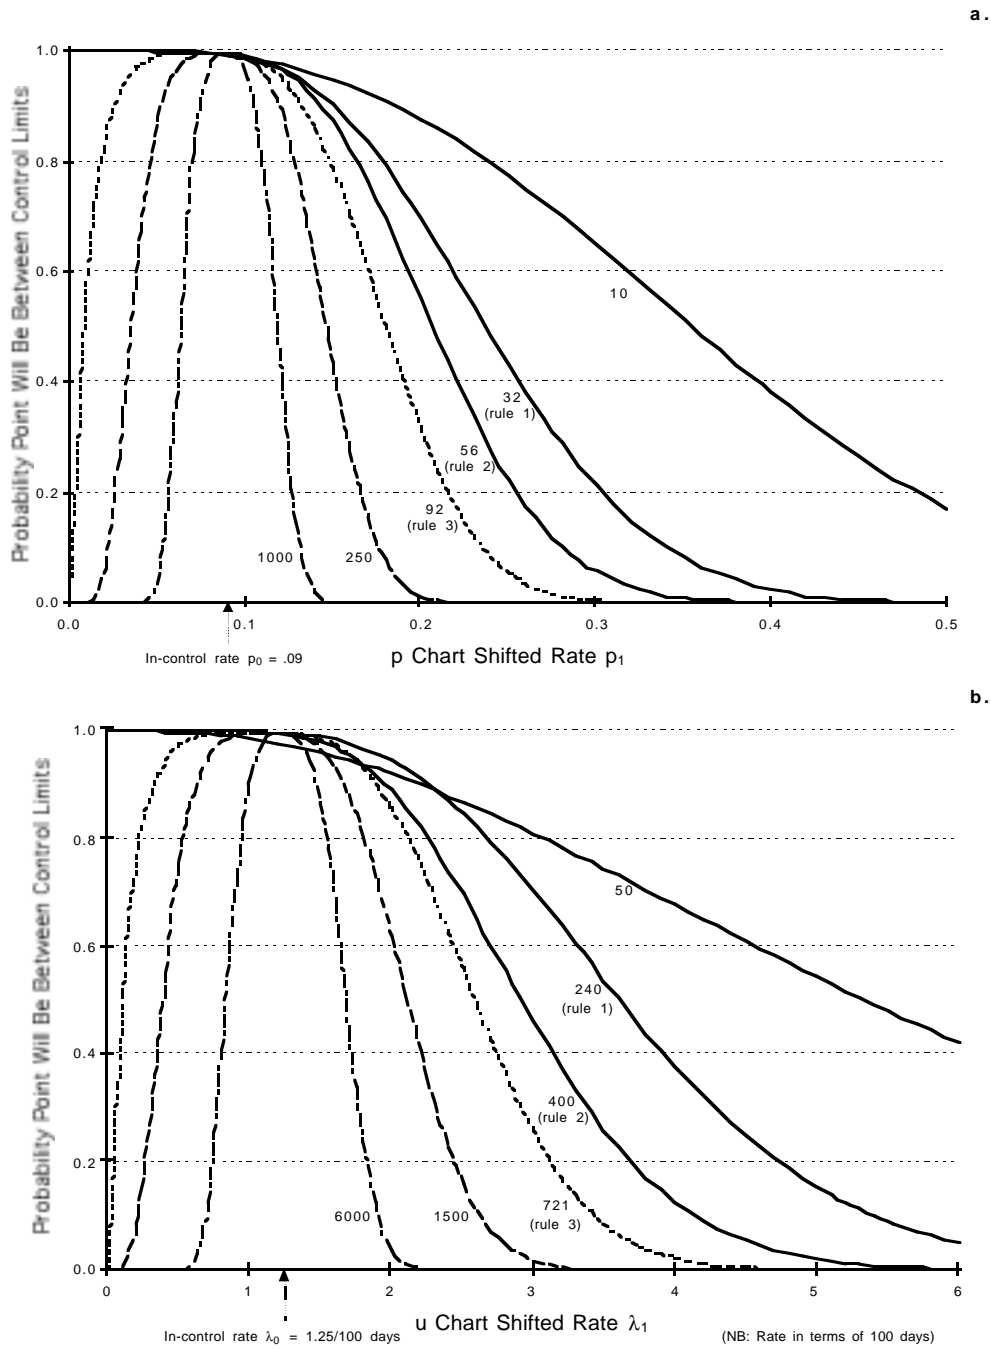 a.
Probability Point Will Be Between Control Limits
1.0
0.8
0.6
0.4
0.2
0.0
10
32
(rule 1)
56
(rule 2)
92
(rule 3)
1000
250
0.0
0.1
0.2
0.3
0.4
0.5
In-control rate p₀ = .09
p Chart Shifted Rate p₁
b.
Probability Point Will Be Between Control Limits
1.0
0.8
0.6
0.4
0.2
0.0
50
240
(rule 1)
400
(rule 2)
721
(rule 3)
6000
1500
0
1
2
3
4
5
6
In-control rate λ₀ = 1.25/100 days
u Chart Shifted Rate λ₁
(NB: Rate in terms of 100 days)